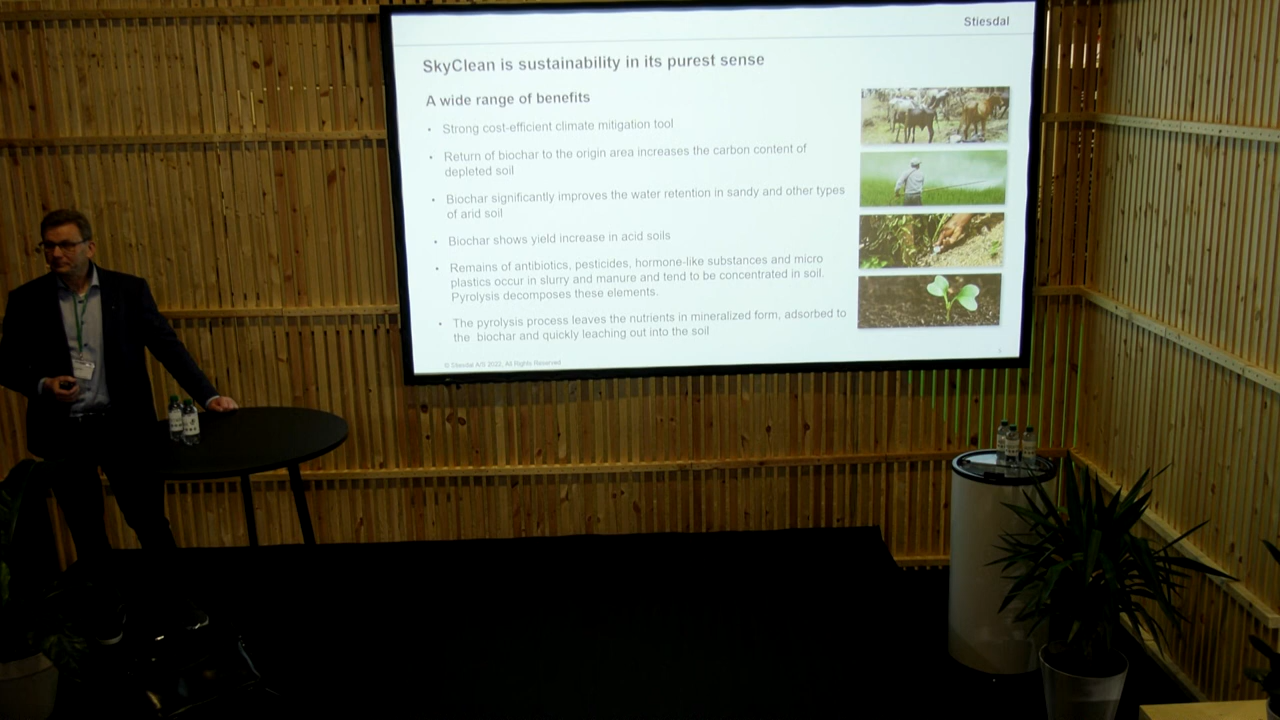 Stiesdal
SkyClean is sustainability in its purest sense
A wide range of benefits
• Strong cost-efficient climate mitigation tool
• Return of biochar to the origin area increases the carbon content of
depleted soil
• Biochar significantly improves the water retention in sandy and other types
of arid soil
• Biochar shows yield increase in acid soils
• Remains of antibiotics, pesticides, hormone-like substances and micro
plastics occur in slurry and manure and tend to be concentrated in soil.
Pyrolysis decomposes these elements.
• The pyrolysis process leaves the nutrients in mineralized form, adsorbed to
the biochar and quickly leaching out into the soil
© Stiesdal A/S 2022, All Rights Reserved